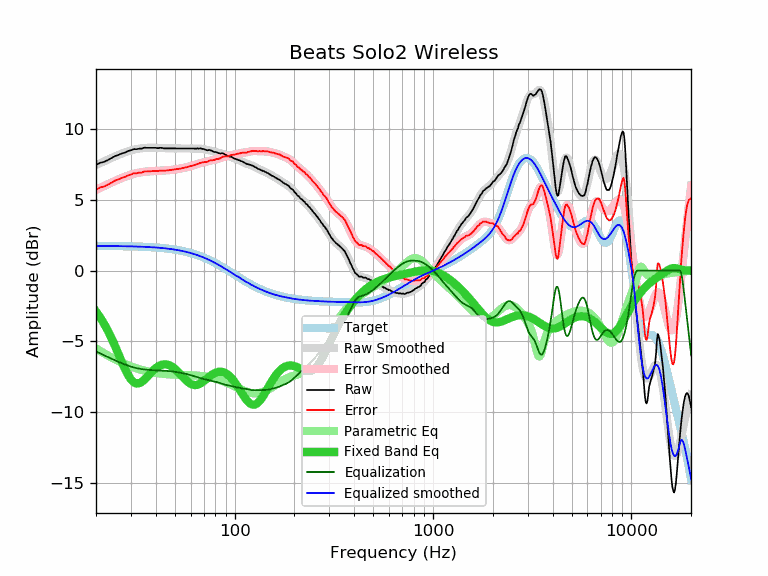 Beats Solo2 Wireless
Amplitude (dBr)
10
5
0
−5
−10
−15
Target
Raw Smoothed
Error Smoothed
Raw
Error
Parametric Eq
Fixed Band Eq
Equalization
Equalized smoothed
100
1000
10000
Frequency (Hz)